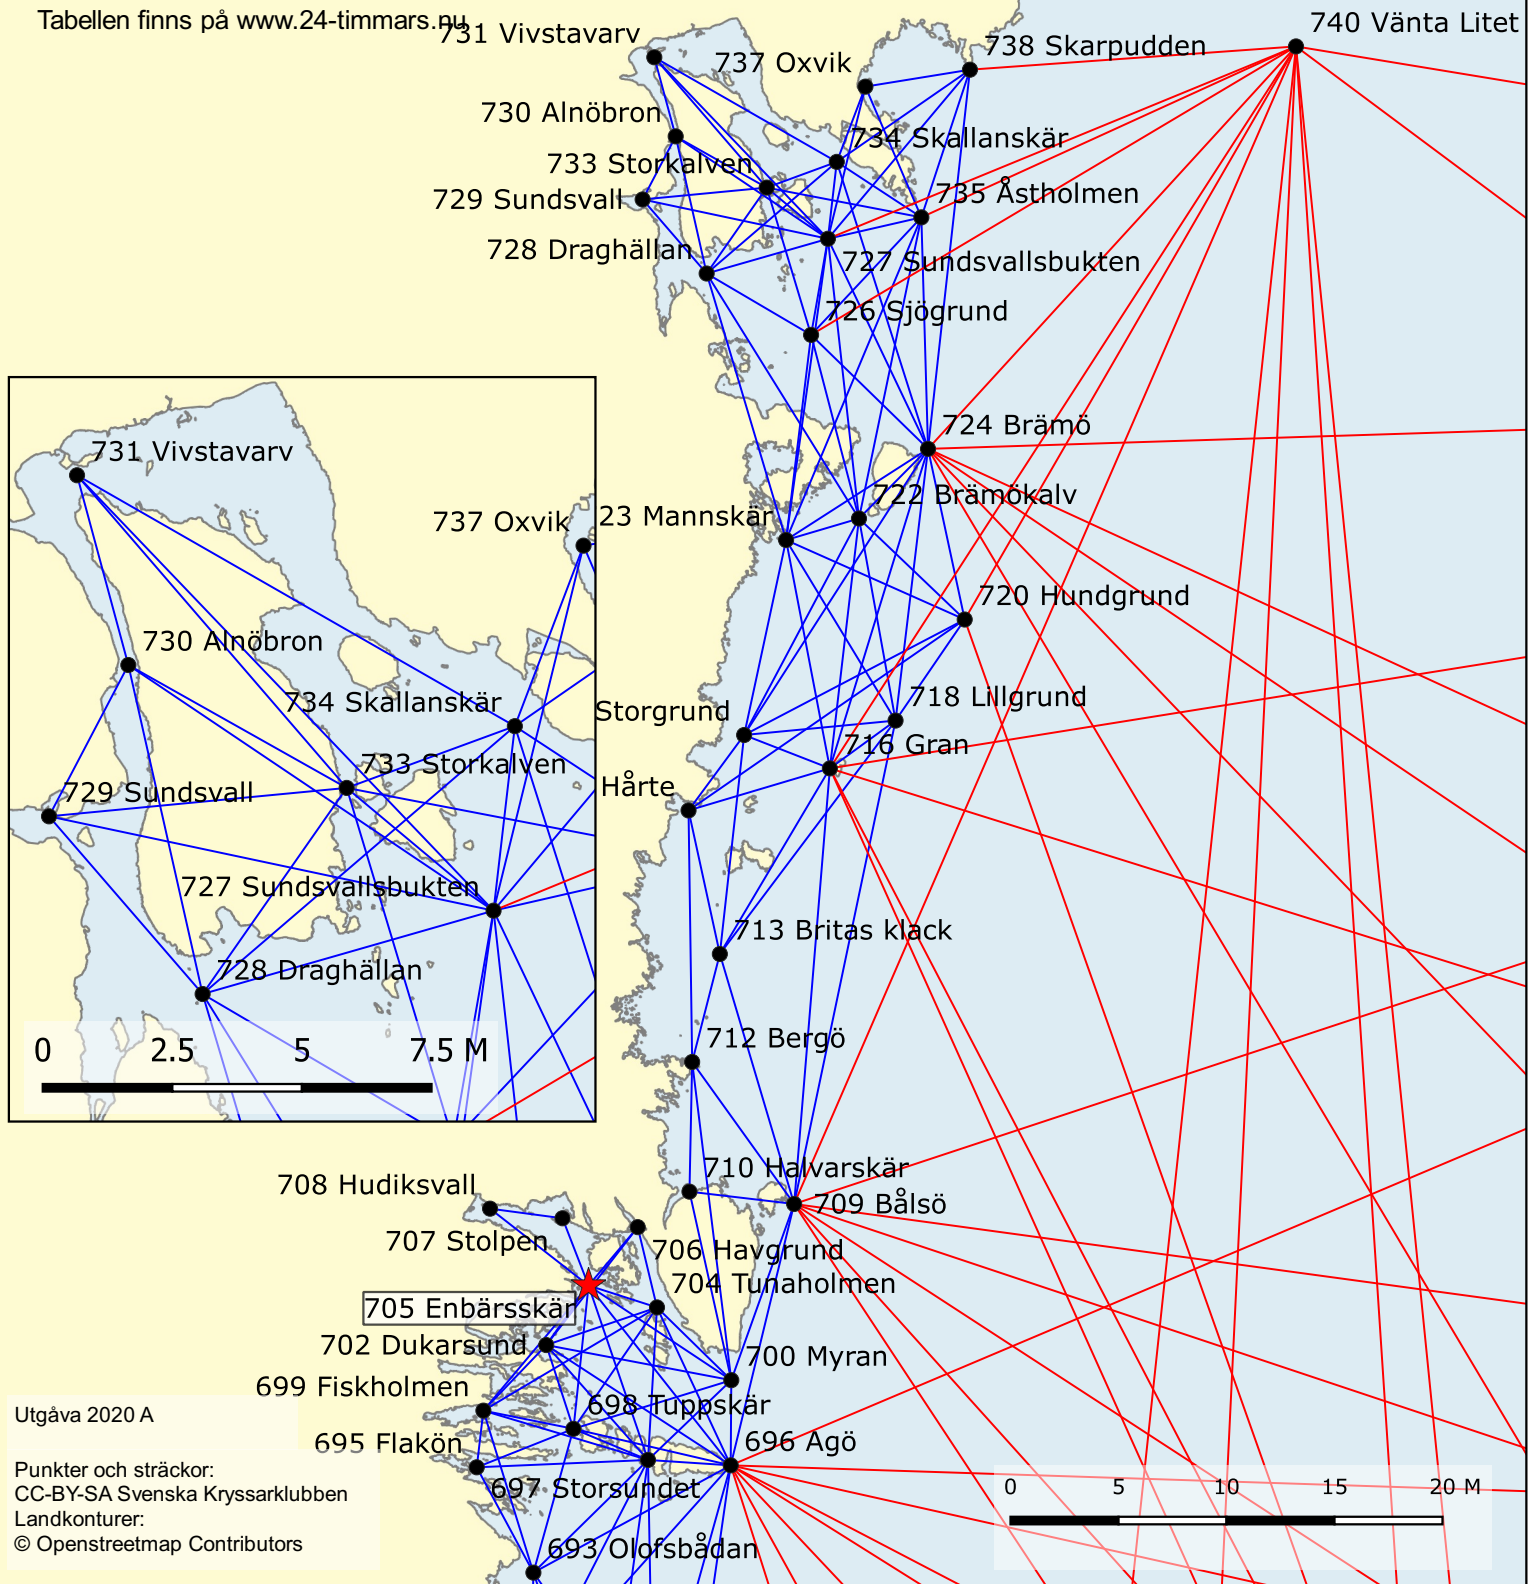 Tabellen finns på www.24-timmars.nu
740 Vänta Litet
731 Vivstavarv
738 Skarpudden
737 Oxvik
730 Alnöbron
734 Skallanskär
733 Storkalven
729 Sundsvall
735 Åstholmen
728 Draghällan
727 Sundsvallsbukten
726 Sjögrund
724 Brämö
722 Brämökalv
23 Mannskär
720 Hundgrund
718 Lillgrund
Storgrund
716 Gran
Hårte
713 Britas klack
712 Bergö
710 Halvarskär
709 Bålsö
708 Hudiksvall
707 Stolpen
706 Havgrund
704 Tunaholmen
705 Enbärsskär
702 Dukarsund
700 Myran
699 Fiskholmen
698 Tuppskär
695 Flakön
696 Agö
697 Storsundet
693 Olofsbådan
731 Vivstavarv
737 Oxvik
730 Alnöbron
734 Skallanskär
733 Storkalven
729 Sundsvall
727 Sundsvallsbukten
728 Draghällan
0 2.5 5 7.5 M
Utgåva 2020 A
Punkter och sträckor:
CC-BY-SA Svenska Kryssarklubben
Landkonturer:
© Openstreetmap Contributors
0 5 10 15 20 M